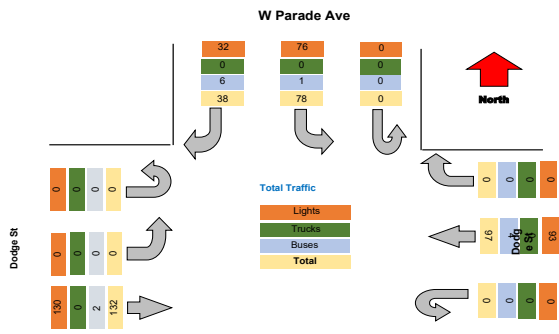 W Parade Ave
32 76 0
0 0 0
6 1 0
38 78 0
North
0 0 0 0
0 0 0 0
130 0 2 132
Dodge St
Total Traffic
Lights
Trucks
Buses
Total
0 0 0 0
97 93
Dodg
e St
0 0 0 0